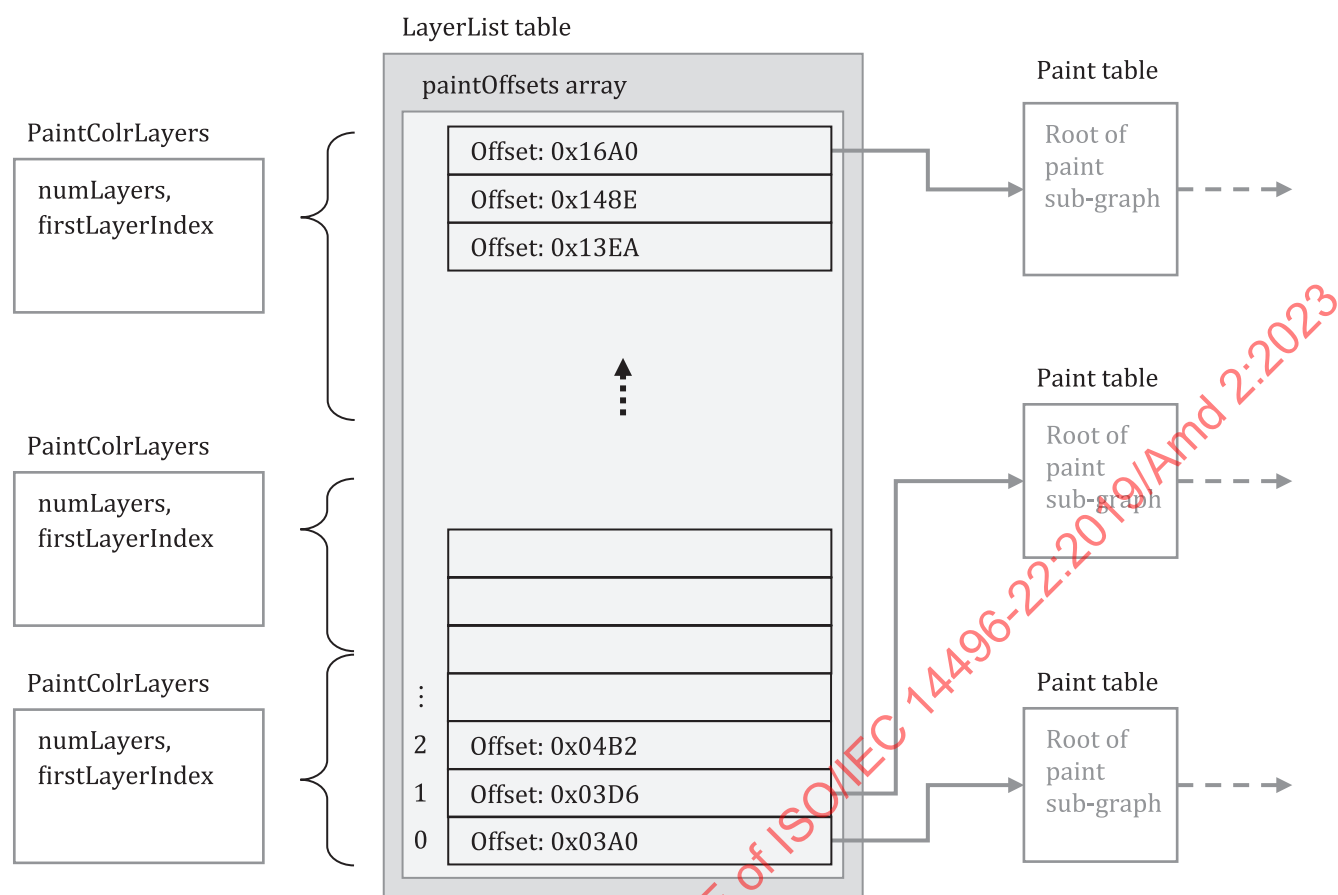 LayerList table
paintOffsets array
PaintColrLayers
numLayers,
firstLayerIndex
Offset: 0x16A0
Offset: 0x148E
Offset: 0x13EA
Paint table
Root of
paint
sub-graph
PaintColrLayers
numLayers,
firstLayerIndex
Paint table
Root of
paint
sub-graph
PaintColrLayers
numLayers,
firstLayerIndex
⋮
2 Offset: 0x04B2
1 Offset: 0x03D6
0 Offset: 0x03A0
Paint table
Root of
paint
sub-graph
of ISO/IEC 14496-22:2019/Amd 2:2023